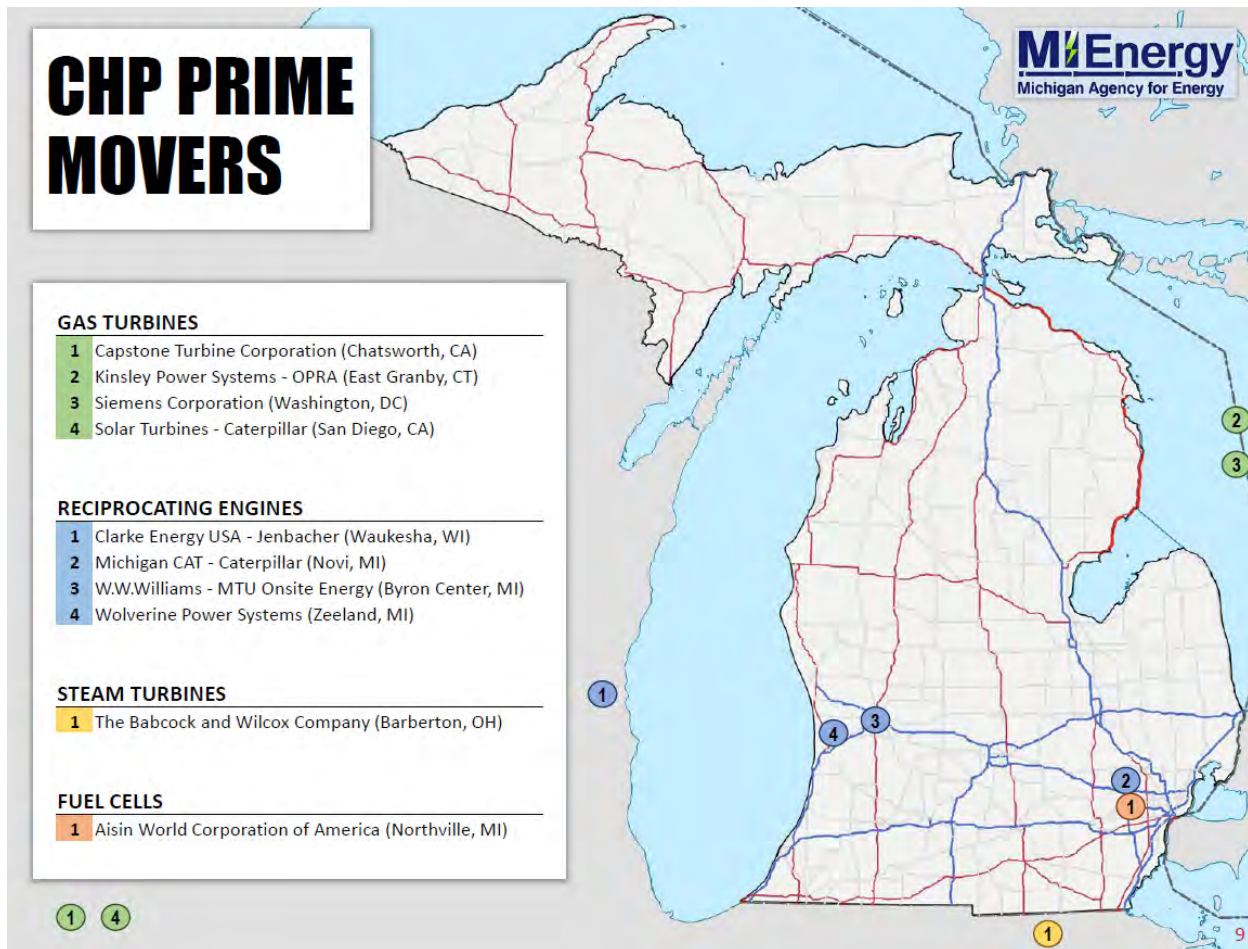 CHP PRIME
MOVERS
MI Energy
Michigan Agency for Energy
GAS TURBINES
1 Capstone Turbine Corporation (Chatsworth, CA)
2 Kinsley Power Systems - OPRA (East Granby, CT)
3 Siemens Corporation (Washington, DC)
4 Solar Turbines - Caterpillar (San Diego, CA)
RECIPROCATING ENGINES
1 Clarke Energy USA - Jenbacher (Waukesha, WI)
2 Michigan CAT - Caterpillar (Novi, MI)
3 W.W.Williams - MTU Onsite Energy (Byron Center, MI)
4 Wolverine Power Systems (Zeeland, MI)
STEAM TURBINES
1 The Babcock and Wilcox Company (Barberton, OH)
FUEL CELLS
1 Aisin World Corporation of America (Northville, MI)
2
3
1
4
3
2
1
1 4
1
9